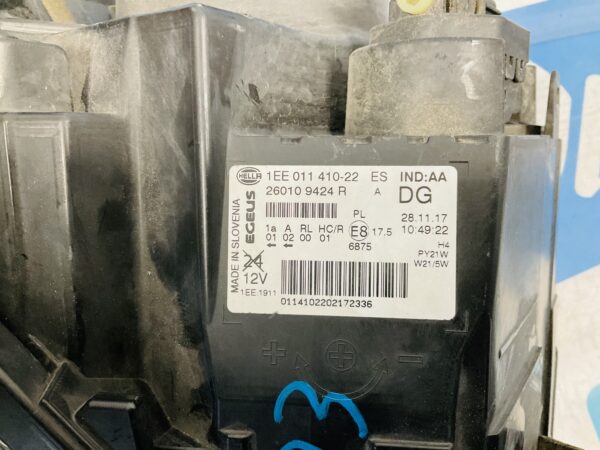 HELLA 1EE 011 410-22 ES IND:AA
26010 9424 R A DG
MADE IN SLOVENIA
EGEUS
PL 28.11.17
1a A RL HC/R E8 17.5 10:49:22
01 02 00 01 6875 H4
PY21W
W21/5W
24
12V
1EE.1911
0114102202172336
+ + −